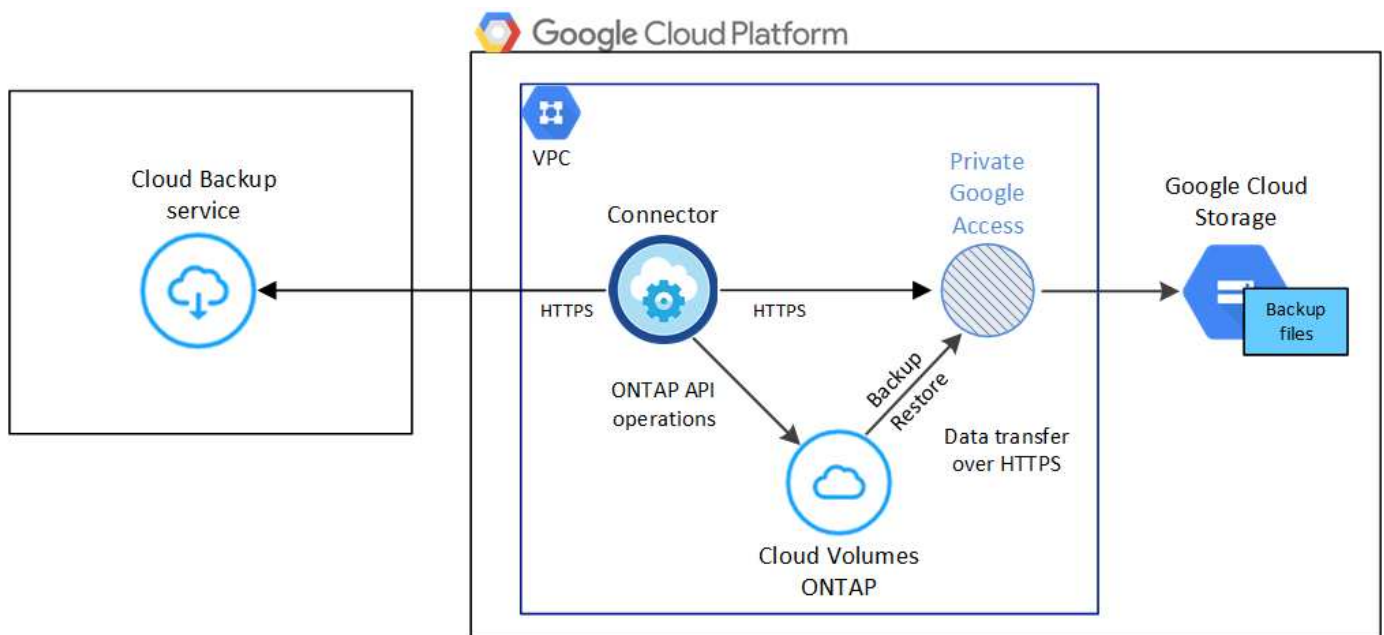 Google Cloud Platform
VPC
Cloud Backup
service
Connector
Private
Google
Access
Google Cloud
Storage
HTTPS
HTTPS
Backup
files
ONTAP API
operations
Backup
Restore
Data transfer
over HTTPS
Cloud Volumes
ONTAP